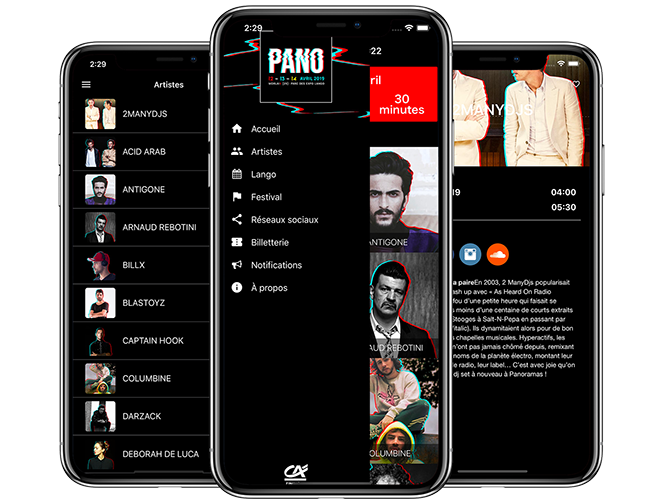 2:29
Artistes
2MANYDJS
ACID ARAB
ANTIGONE
ARNAUD REBOTINI
BILLX
BLASTOYZ
CAPTAIN HOOK
COLUMBINE
DARZACK
DEBORAH DE LUCA
2:29
PANO
12 + 13 + 14 AVRIL 2019
MORLAIX (29) PARC DES EXPO LANGO
Accueil
Artistes
Lango
Festival
Réseaux sociaux
Billetterie
Notifications
À propos
CA
22
ril
30
minutes
ANTIGONE
AUD REBOTINI
OLUMBINE
2MANYDJS
19
04:00
05:30
a paireEn 2003, 2 ManyDjs popularisait
ash up avec « As Heard On Radio
fou d'une petite heure qui faisait se
s moins d'une centaine de courts extraits
Stooges à Salt-N-Pepa en passant par
Vitalic). Ils dynamitaient alors pour de bon
s chapelles musicales. Hyperactifs, les
n'ont pas jamais chômé depuis, remixant
noms de la planète électro, montant leur
e radio, leur label… C'est avec joie qu'on
dj set à nouveau à Panoramas !